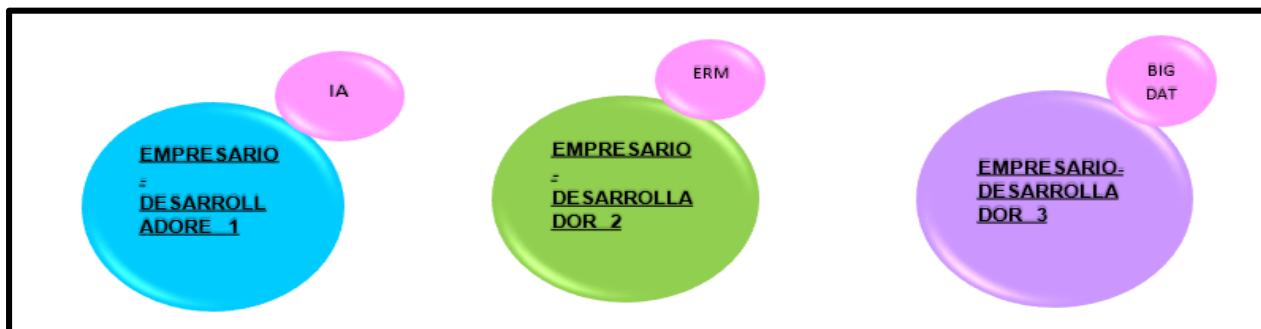 IA
EMPRESARIO
-
DESARROLL
ADORE 1
ERM
EMPRESARIO
-
DESARROLLA
DOR 2
BIG
DAT
EMPRESARIO-
DESARROLLA
DOR 3